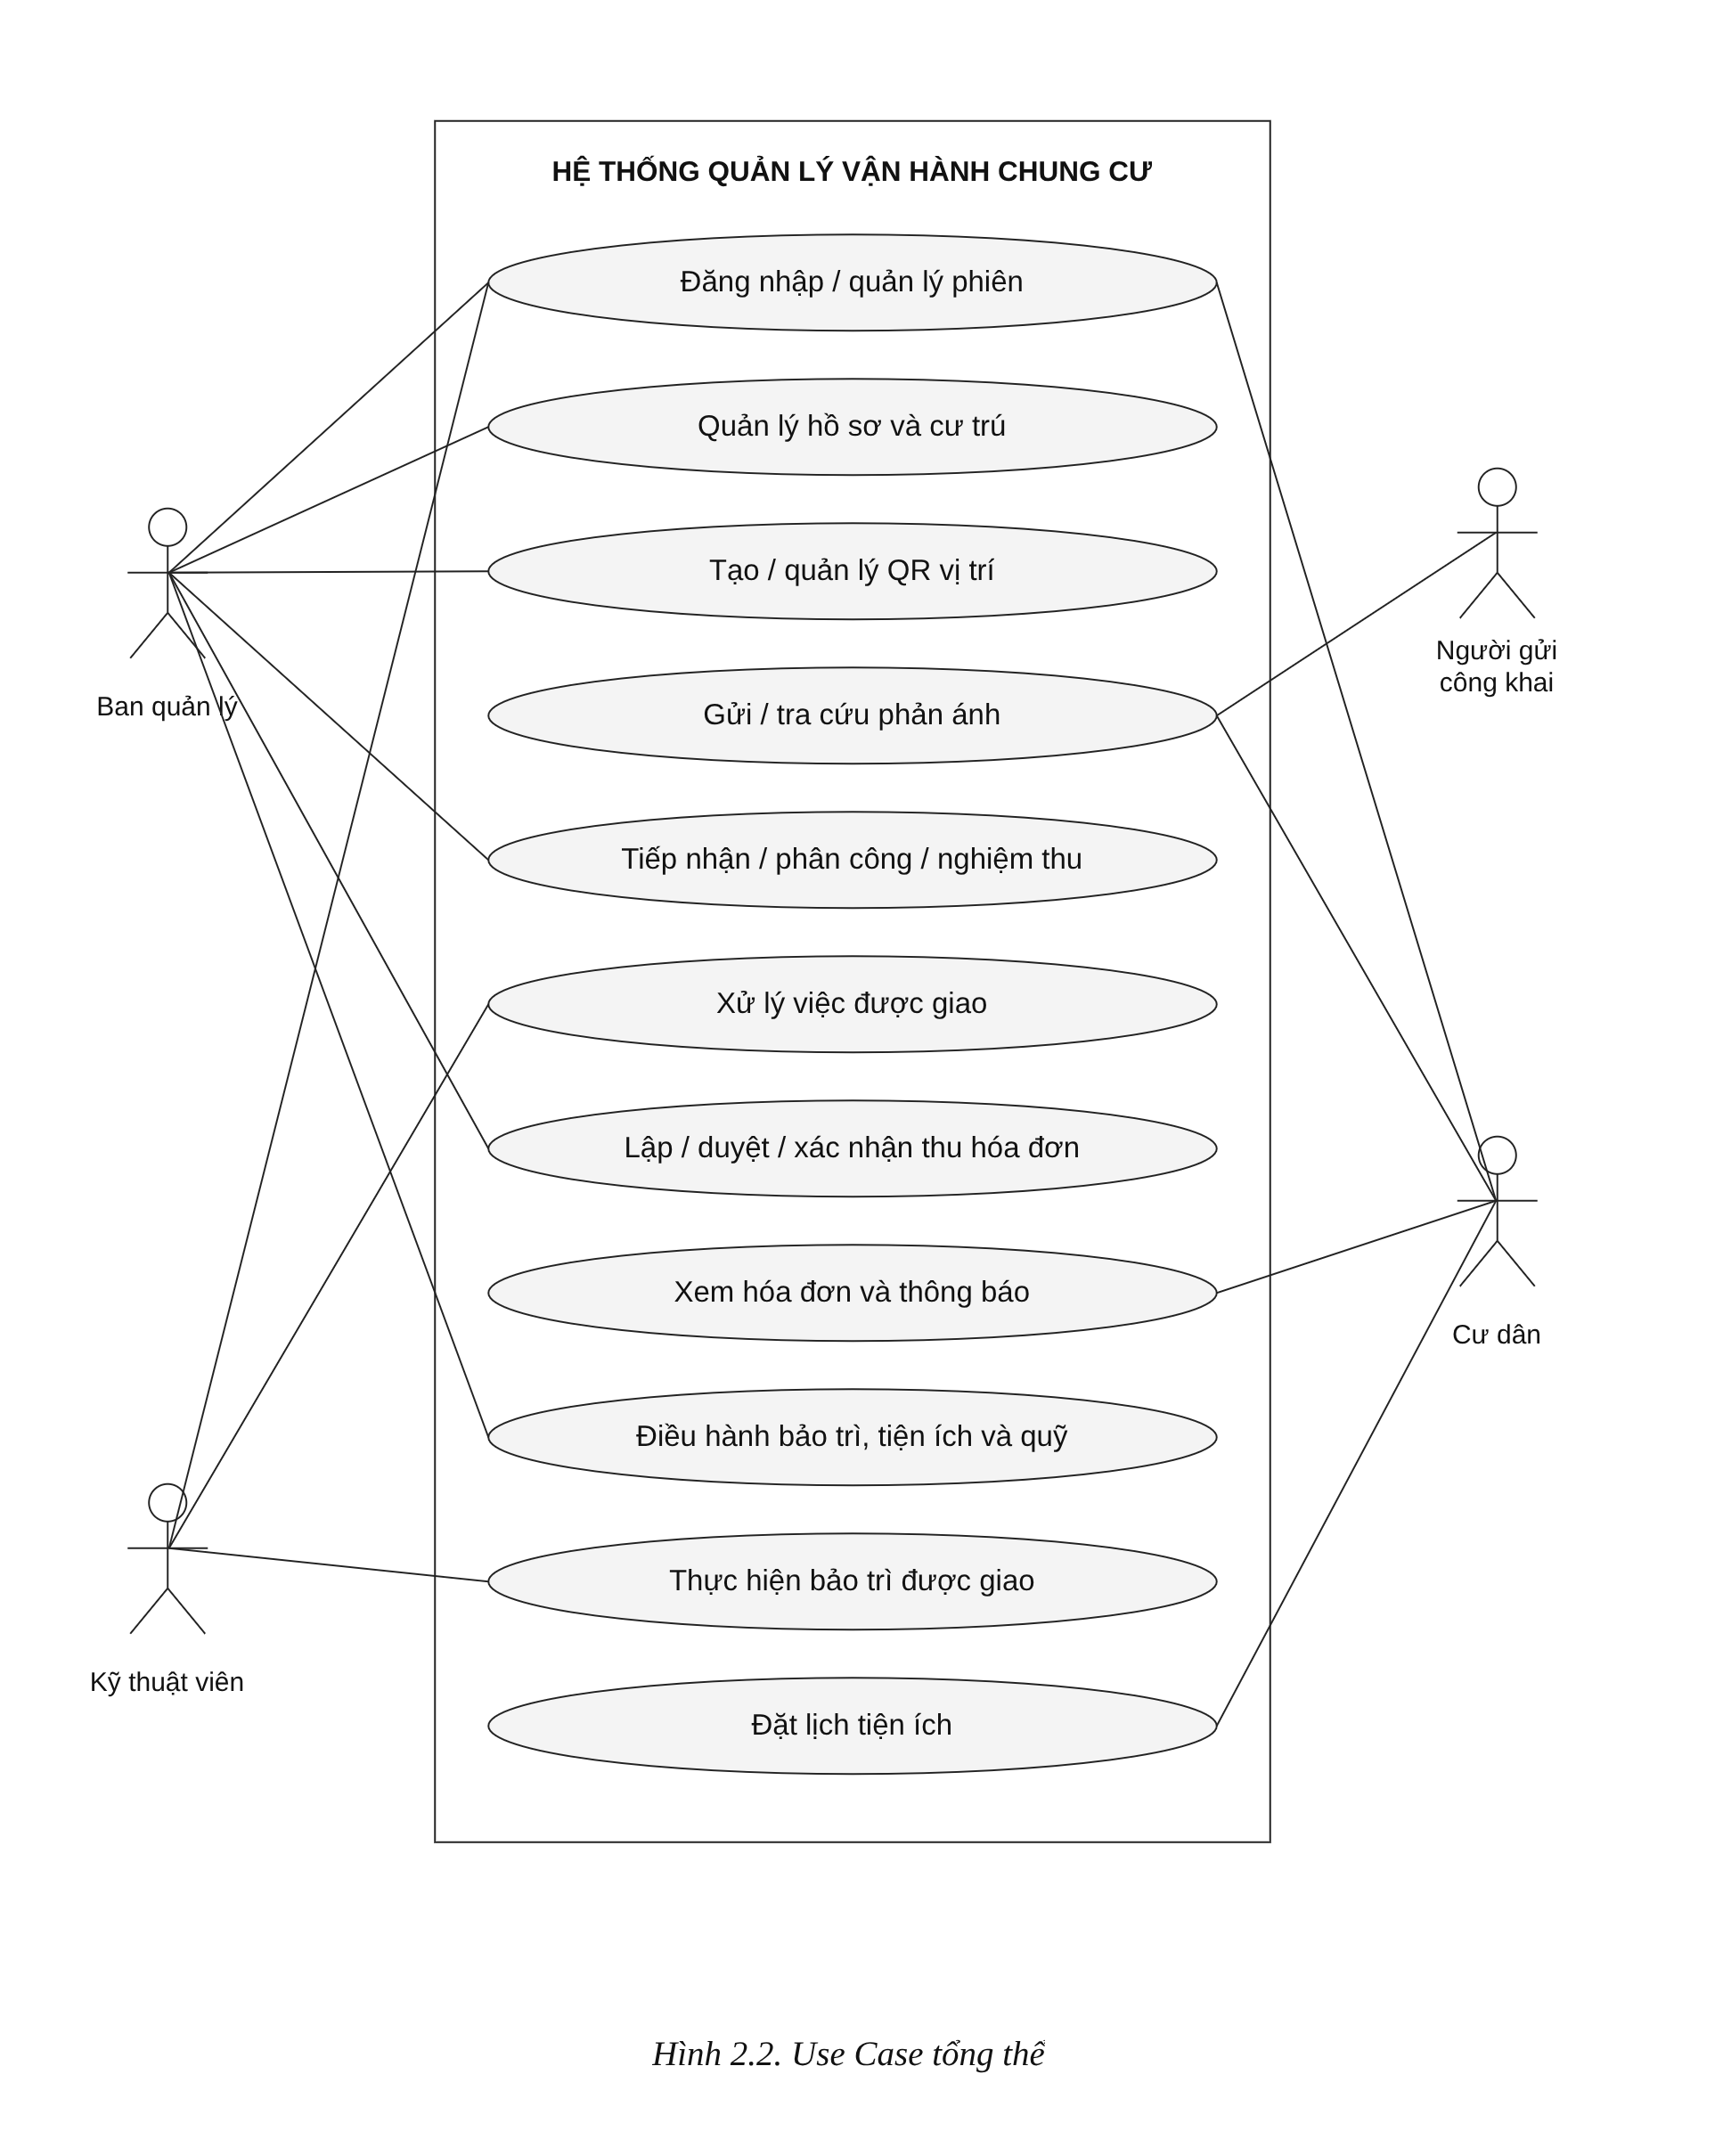 HỆ THỐNG QUẢN LÝ VẬN HÀNH CHUNG CƯ
Đăng nhập / quản lý phiên
Quản lý hồ sơ và cư trú
Tạo / quản lý QR vị trí
Người gửi
công khai
Ban quản lý
Gửi / tra cứu phản ánh
Tiếp nhận / phân công / nghiệm thu
Xử lý việc được giao
Lập / duyệt / xác nhận thu hóa đơn
Xem hóa đơn và thông báo
Cư dân
Điều hành bảo trì, tiện ích và quỹ
Thực hiện bảo trì được giao
Kỹ thuật viên
Đặt lịch tiện ích
Hình 2.2. Use Case tổng thể